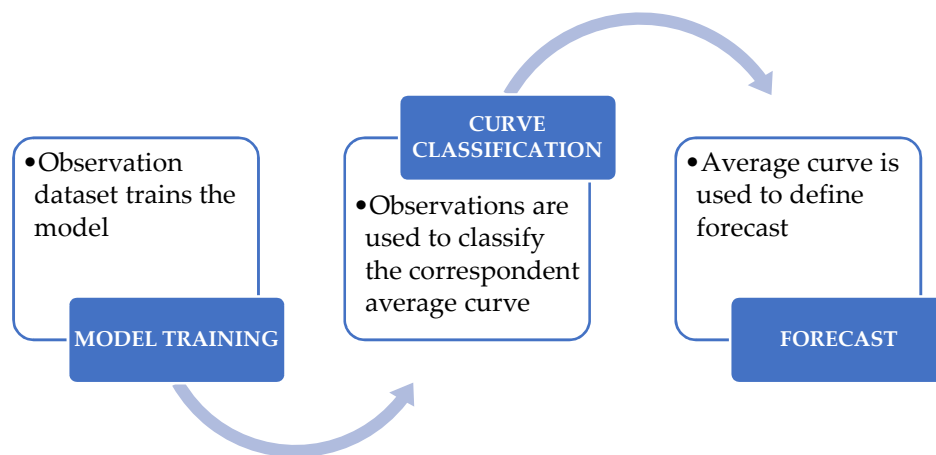 •Observation
dataset trains the
model
MODEL TRAINING
CURVE
CLASSIFICATION
•Observations are
used to classify
the correspondent
average curve
•Average curve is
used to define
forecast
FORECAST